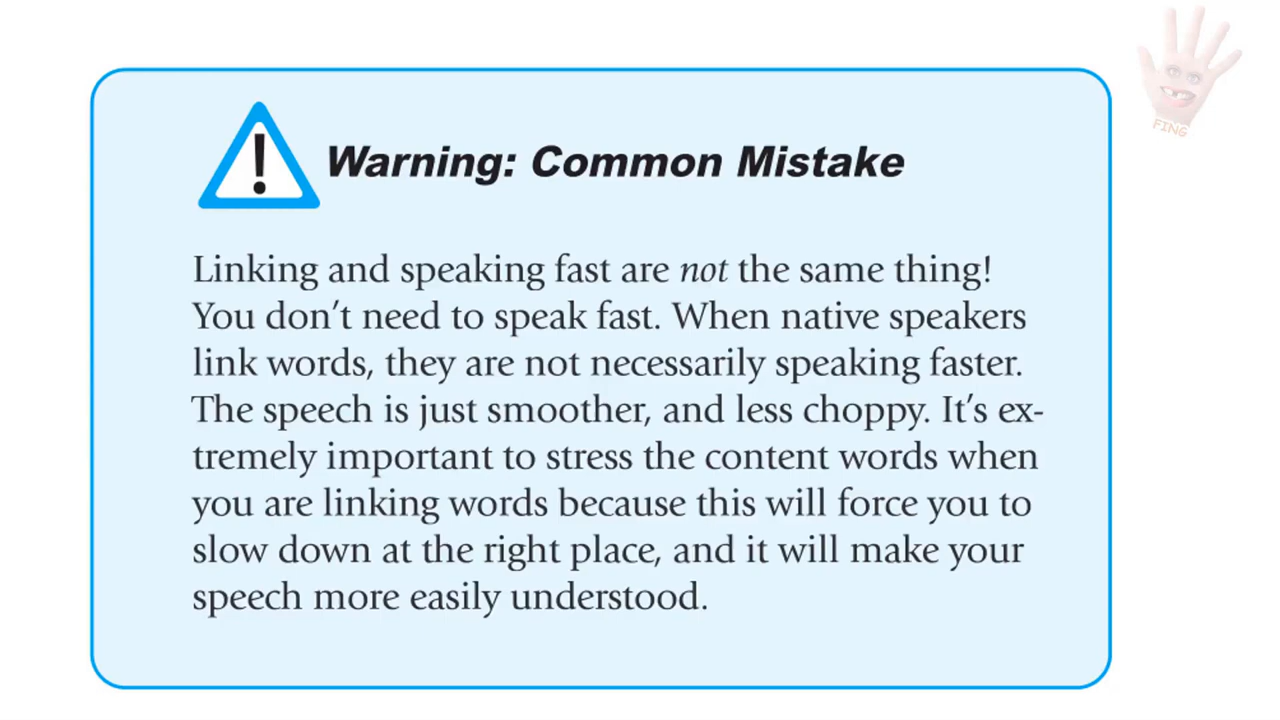 FING
Warning: Common Mistake
Linking and speaking fast are not the same thing!
You don't need to speak fast. When native speakers
link words, they are not necessarily speaking faster.
The speech is just smoother, and less choppy. It's ex-
tremely important to stress the content words when
you are linking words because this will force you to
slow down at the right place, and it will make your
speech more easily understood.